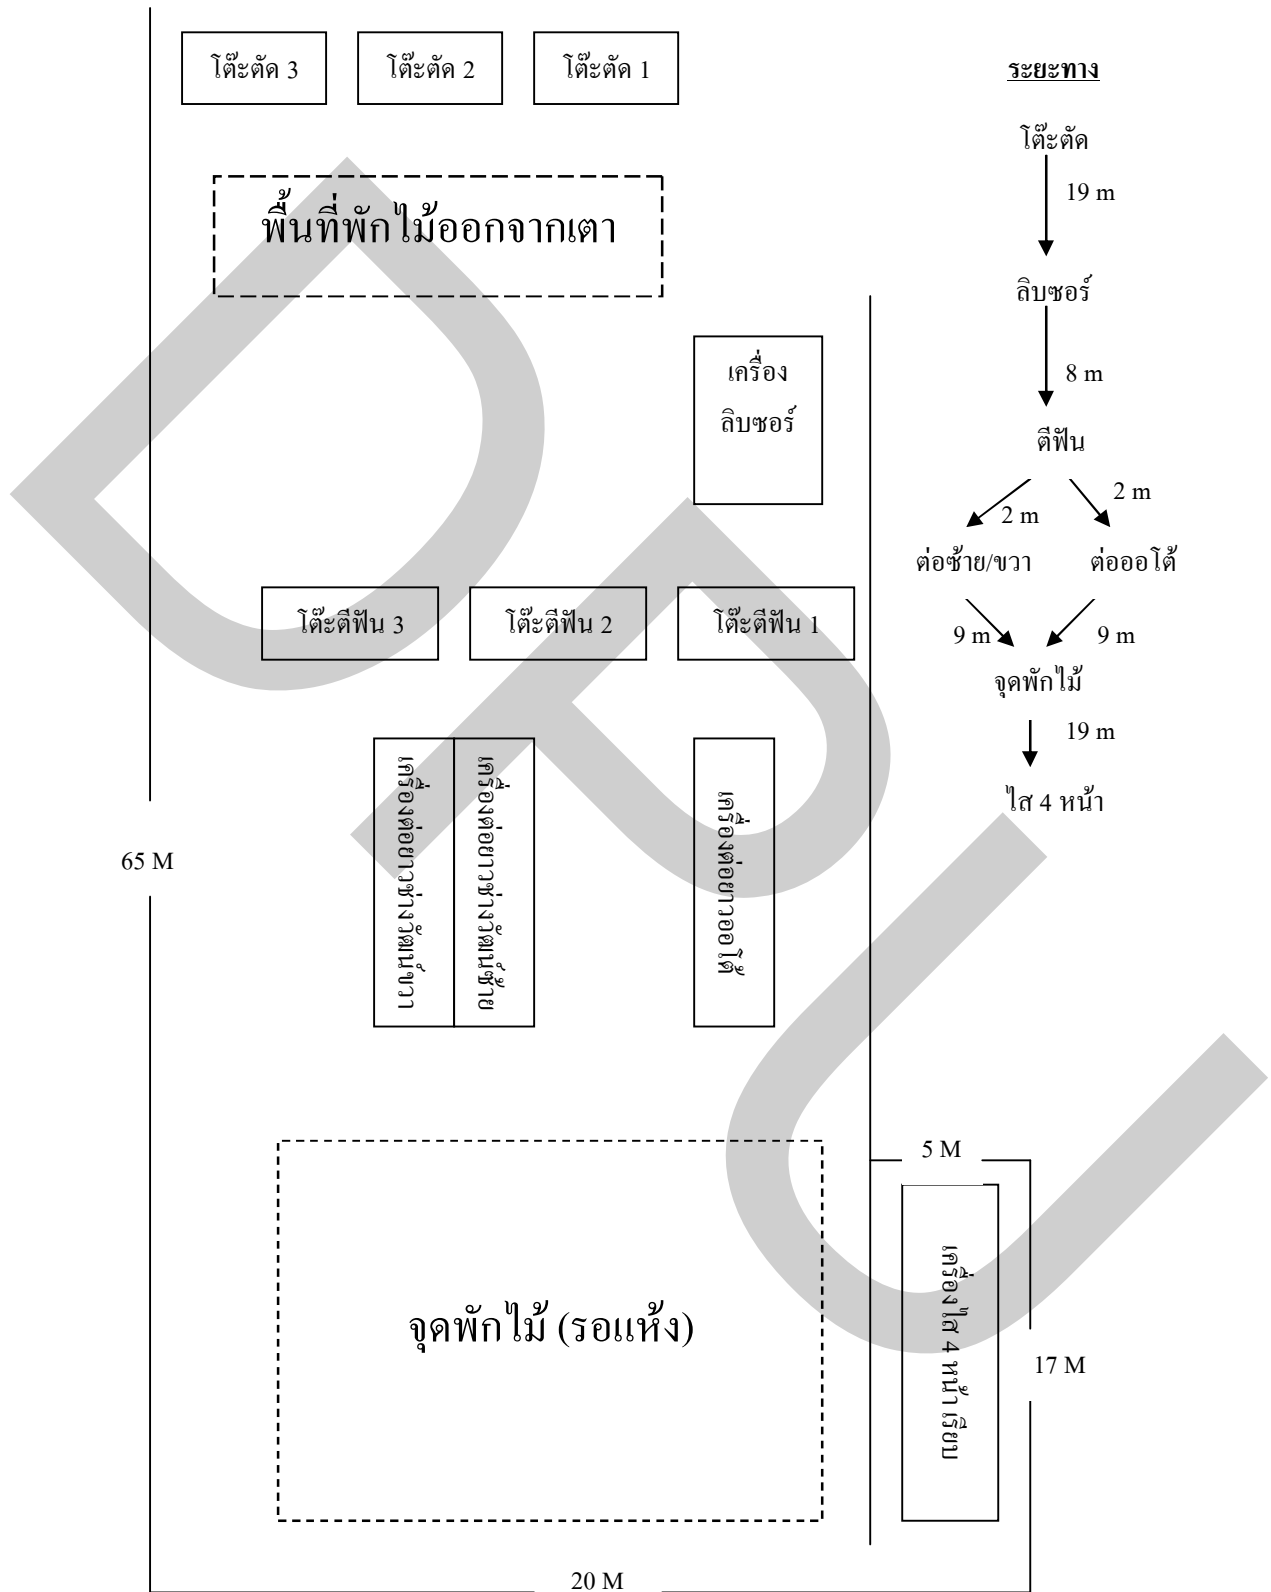 โต๊ะตัด 3
โต๊ะตัด 2
โต๊ะตัด 1
พื้นที่พักไม้ออกจากเตา
เครื่อง
ลิบซอร์
โต๊ะตีฟัน 3
โต๊ะตีฟัน 2
โต๊ะตีฟัน 1
เครื่องต่อยาวช่างวัฒน์ขวา
เครื่องต่อยาวช่างวัฒน์ซ้าย
เครื่องต่อยาวออโต้
65 M
จุดพักไม้ (รอแห้ง)
5 M
เครื่องไส 4 หน้า เรียบ
17 M
20 M
ระยะทาง
โต๊ะตัด
19 m
ลิบซอร์
8 m
ตีฟัน
2 m
2 m
ต่อซ้าย/ขวา
ต่อออโต้
9 m
9 m
จุดพักไม้
19 m
ไส 4 หน้า
DPU